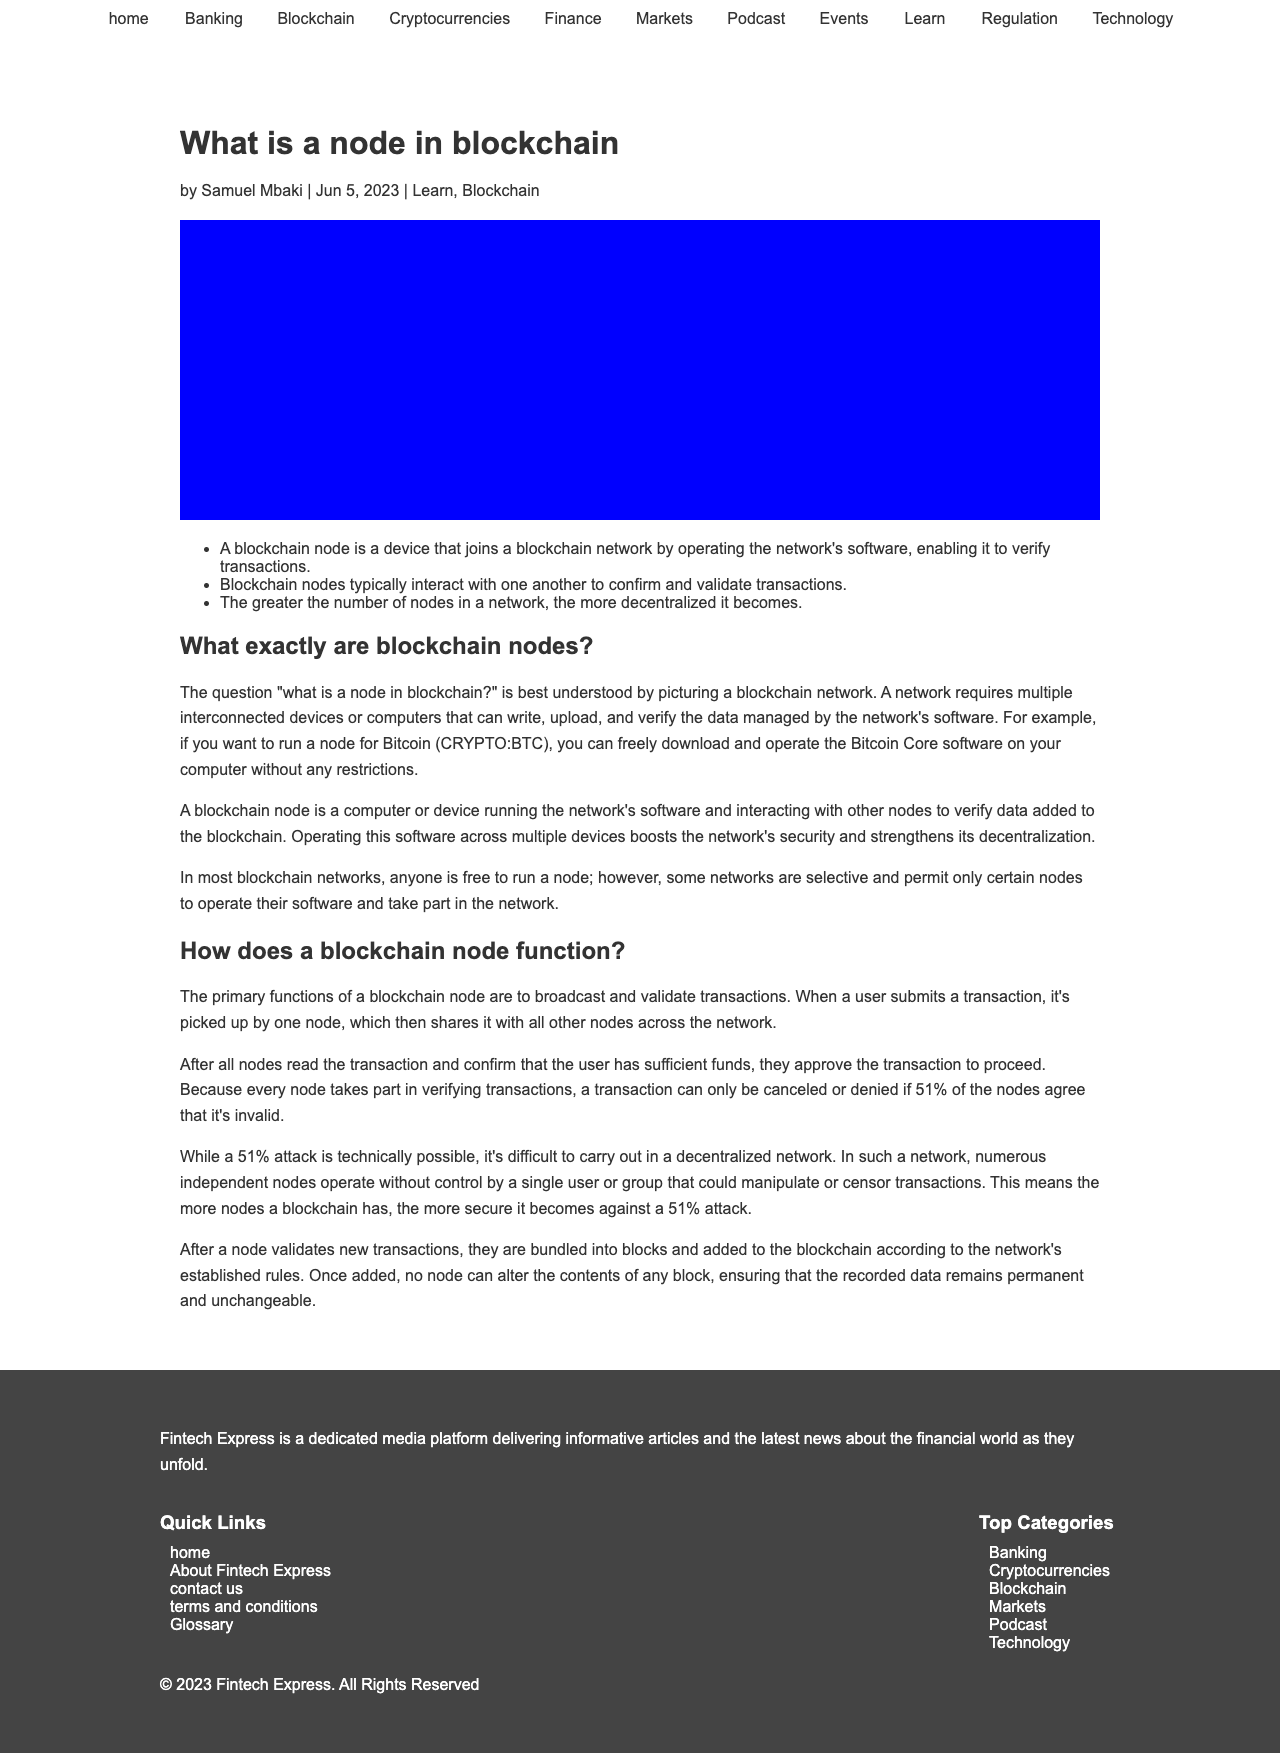 home Banking Blockchain Cryptocurrencies Finance Markets Podcast Events Learn Regulation Technology
What is a node in blockchain
by Samuel Mbaki | Jun 5, 2023 | Learn, Blockchain
• A blockchain node is a device that joins a blockchain network by operating the network's software, enabling it to verify
transactions.
• Blockchain nodes typically interact with one another to confirm and validate transactions.
• The greater the number of nodes in a network, the more decentralized it becomes.
What exactly are blockchain nodes?
The question "what is a node in blockchain?" is best understood by picturing a blockchain network. A network requires multiple
interconnected devices or computers that can write, upload, and verify the data managed by the network's software. For example,
if you want to run a node for Bitcoin (CRYPTO:BTC), you can freely download and operate the Bitcoin Core software on your
computer without any restrictions.
A blockchain node is a computer or device running the network's software and interacting with other nodes to verify data added to
the blockchain. Operating this software across multiple devices boosts the network's security and strengthens its decentralization.
In most blockchain networks, anyone is free to run a node; however, some networks are selective and permit only certain nodes
to operate their software and take part in the network.
How does a blockchain node function?
The primary functions of a blockchain node are to broadcast and validate transactions. When a user submits a transaction, it's
picked up by one node, which then shares it with all other nodes across the network.
After all nodes read the transaction and confirm that the user has sufficient funds, they approve the transaction to proceed.
Because every node takes part in verifying transactions, a transaction can only be canceled or denied if 51% of the nodes agree
that it's invalid.
While a 51% attack is technically possible, it's difficult to carry out in a decentralized network. In such a network, numerous
independent nodes operate without control by a single user or group that could manipulate or censor transactions. This means the
more nodes a blockchain has, the more secure it becomes against a 51% attack.
After a node validates new transactions, they are bundled into blocks and added to the blockchain according to the network's
established rules. Once added, no node can alter the contents of any block, ensuring that the recorded data remains permanent
and unchangeable.
Fintech Express is a dedicated media platform delivering informative articles and the latest news about the financial world as they
unfold.
Quick Links
home
About Fintech Express
contact us
terms and conditions
Glossary
Top Categories
Banking
Cryptocurrencies
Blockchain
Markets
Podcast
Technology
© 2023 Fintech Express. All Rights Reserved